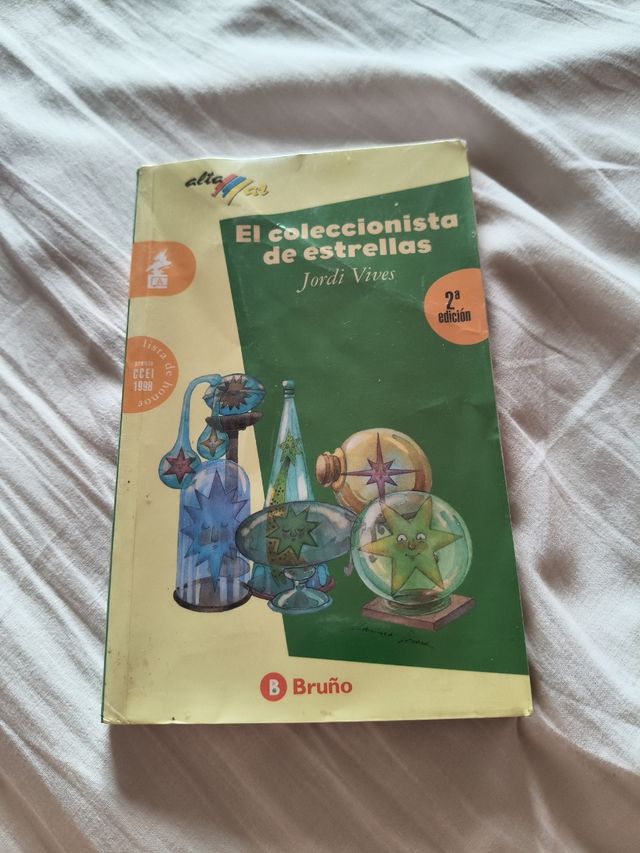 alta
mar
El coleccionista
de estrellas
Jordi Vives
2ª
edición
lista de honor
premio
CCEI
1998
B Bruño